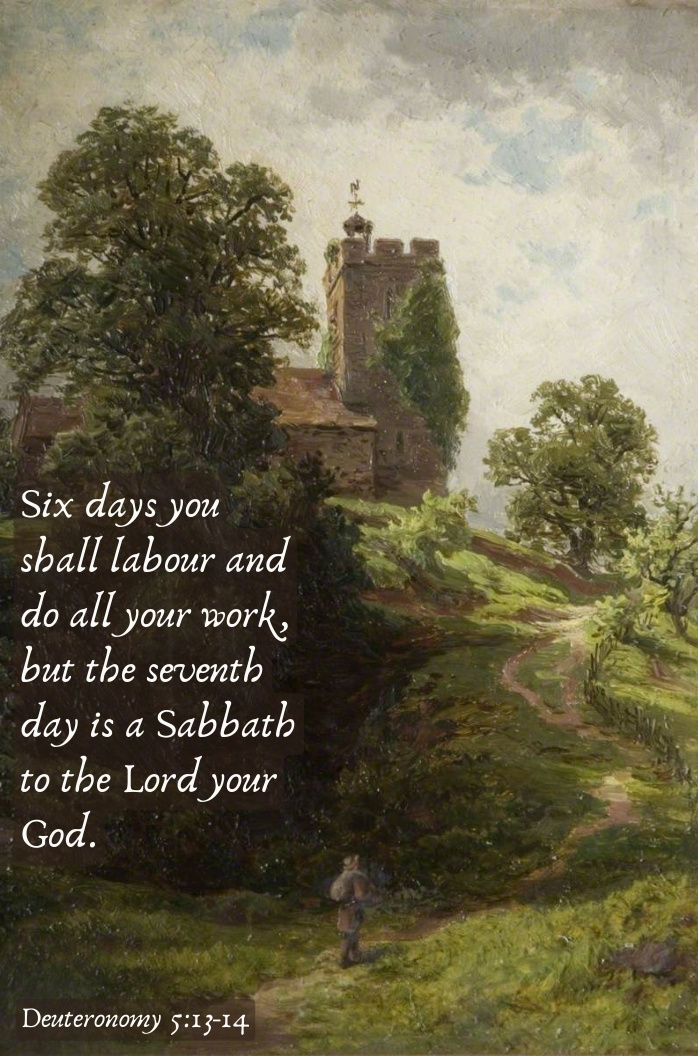 Six days you
shall labour and
do all your work,
but the seventh
day is a Sabbath
to the Lord your
God.
Deuteronomy 5:13-14